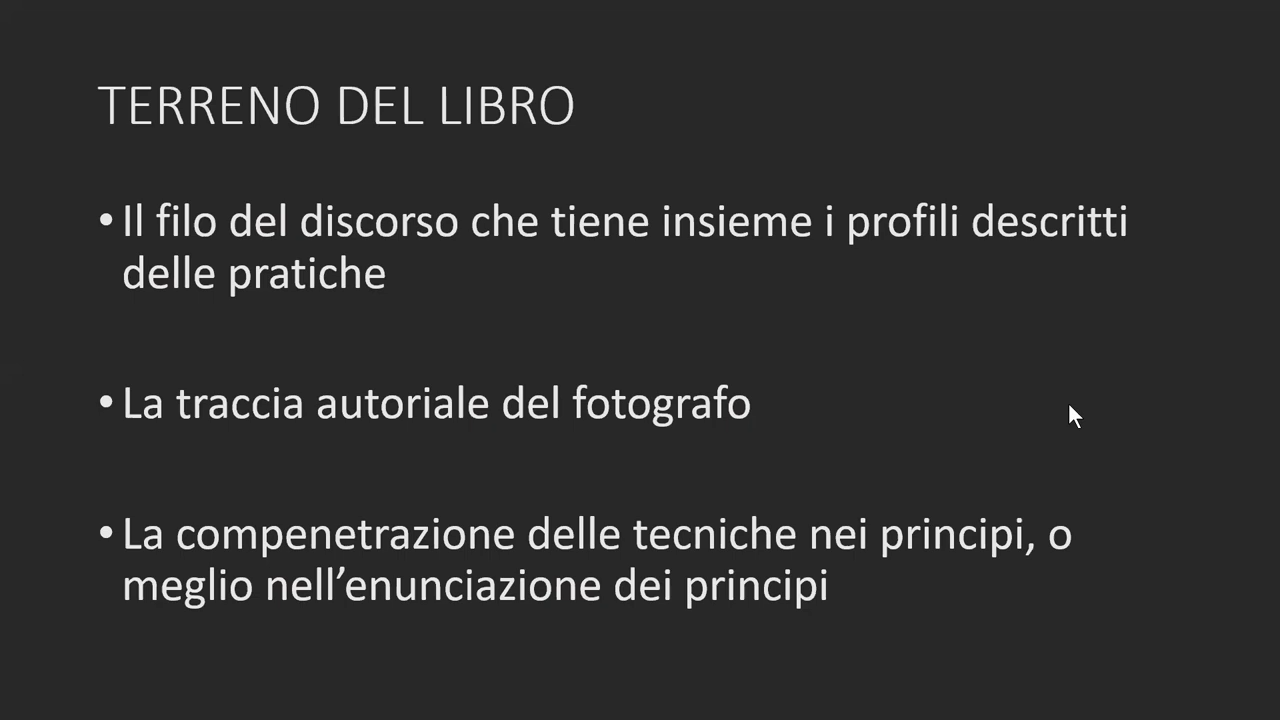 TERRENO DEL LIBRO
• Il filo del discorso che tiene insieme i profili descritti
delle pratiche
• La traccia autoriale del fotografo
• La compenetrazione delle tecniche nei principi, o
meglio nell’enunciazione dei principi